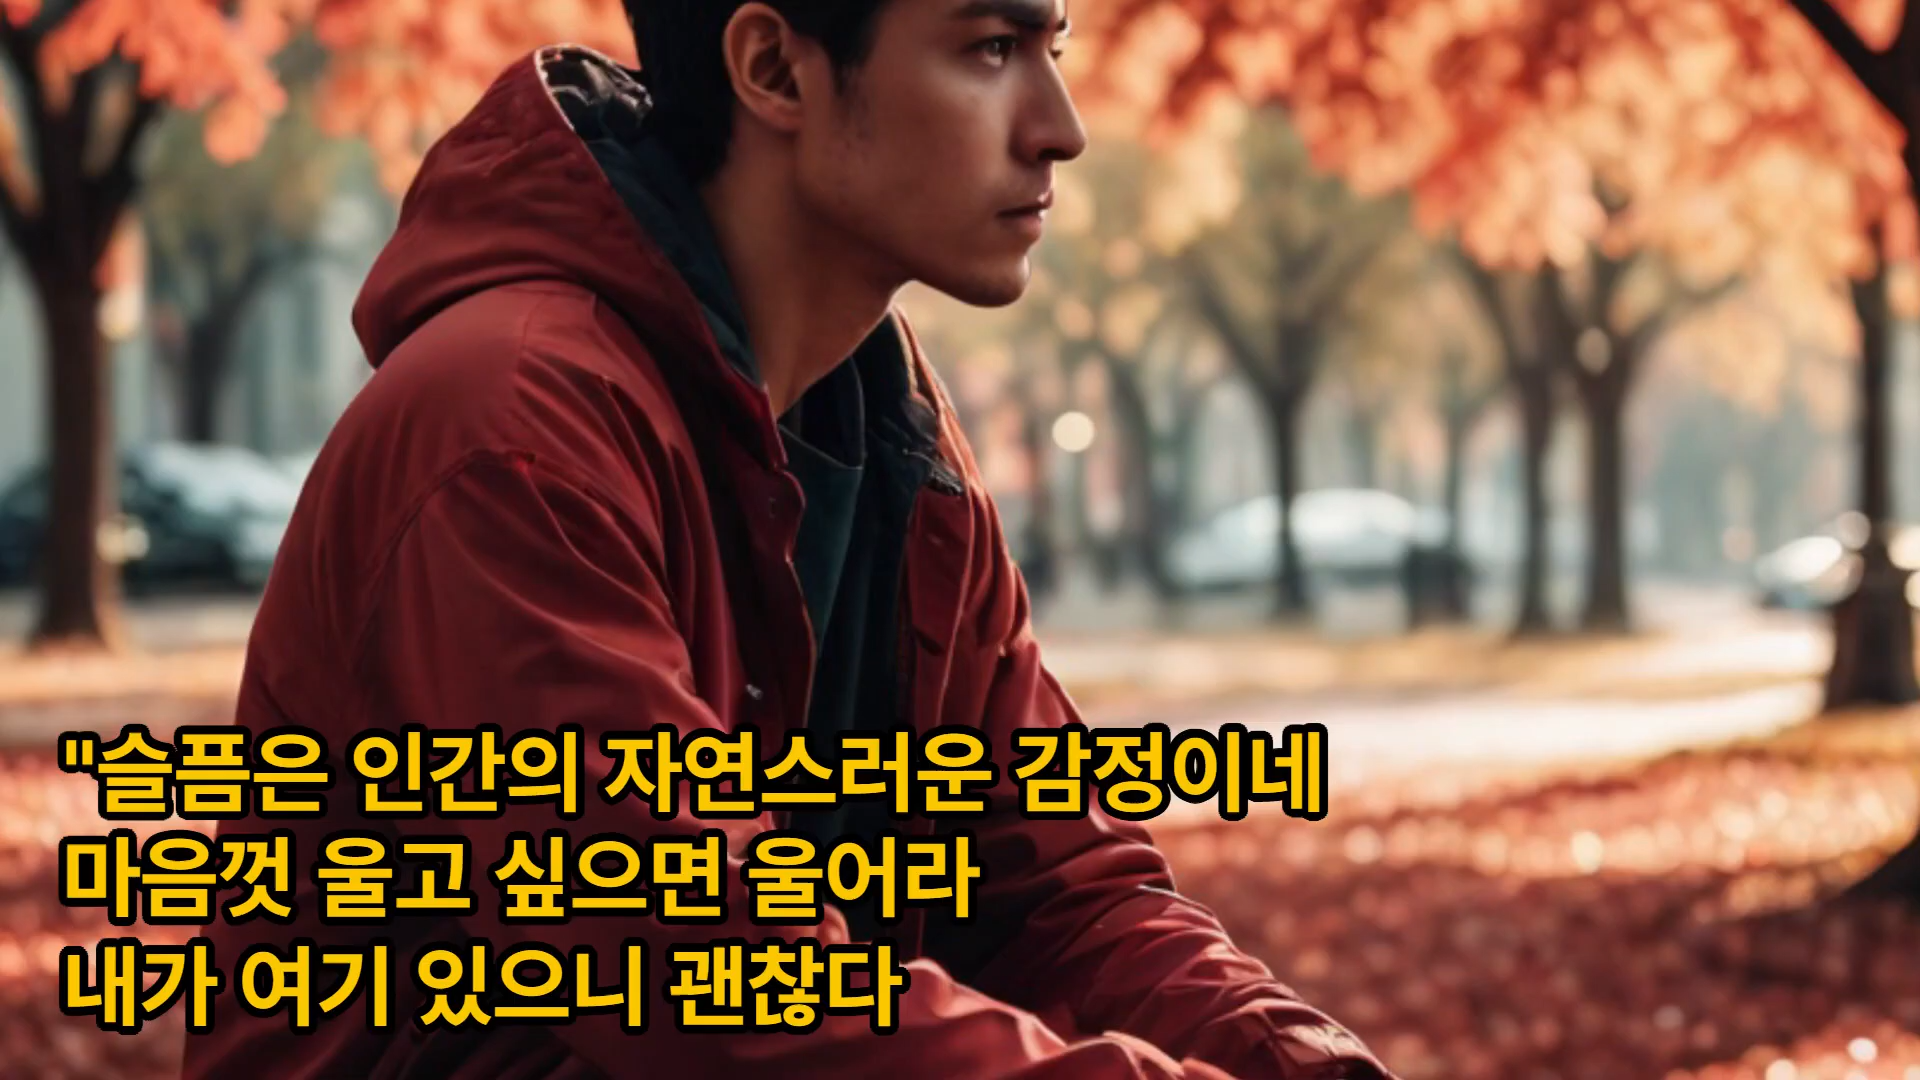 "슬픔은 인간의 자연스러운 감정이네
마음껏 울고 싶으면 울어라
내가 여기 있으니 괜찮다